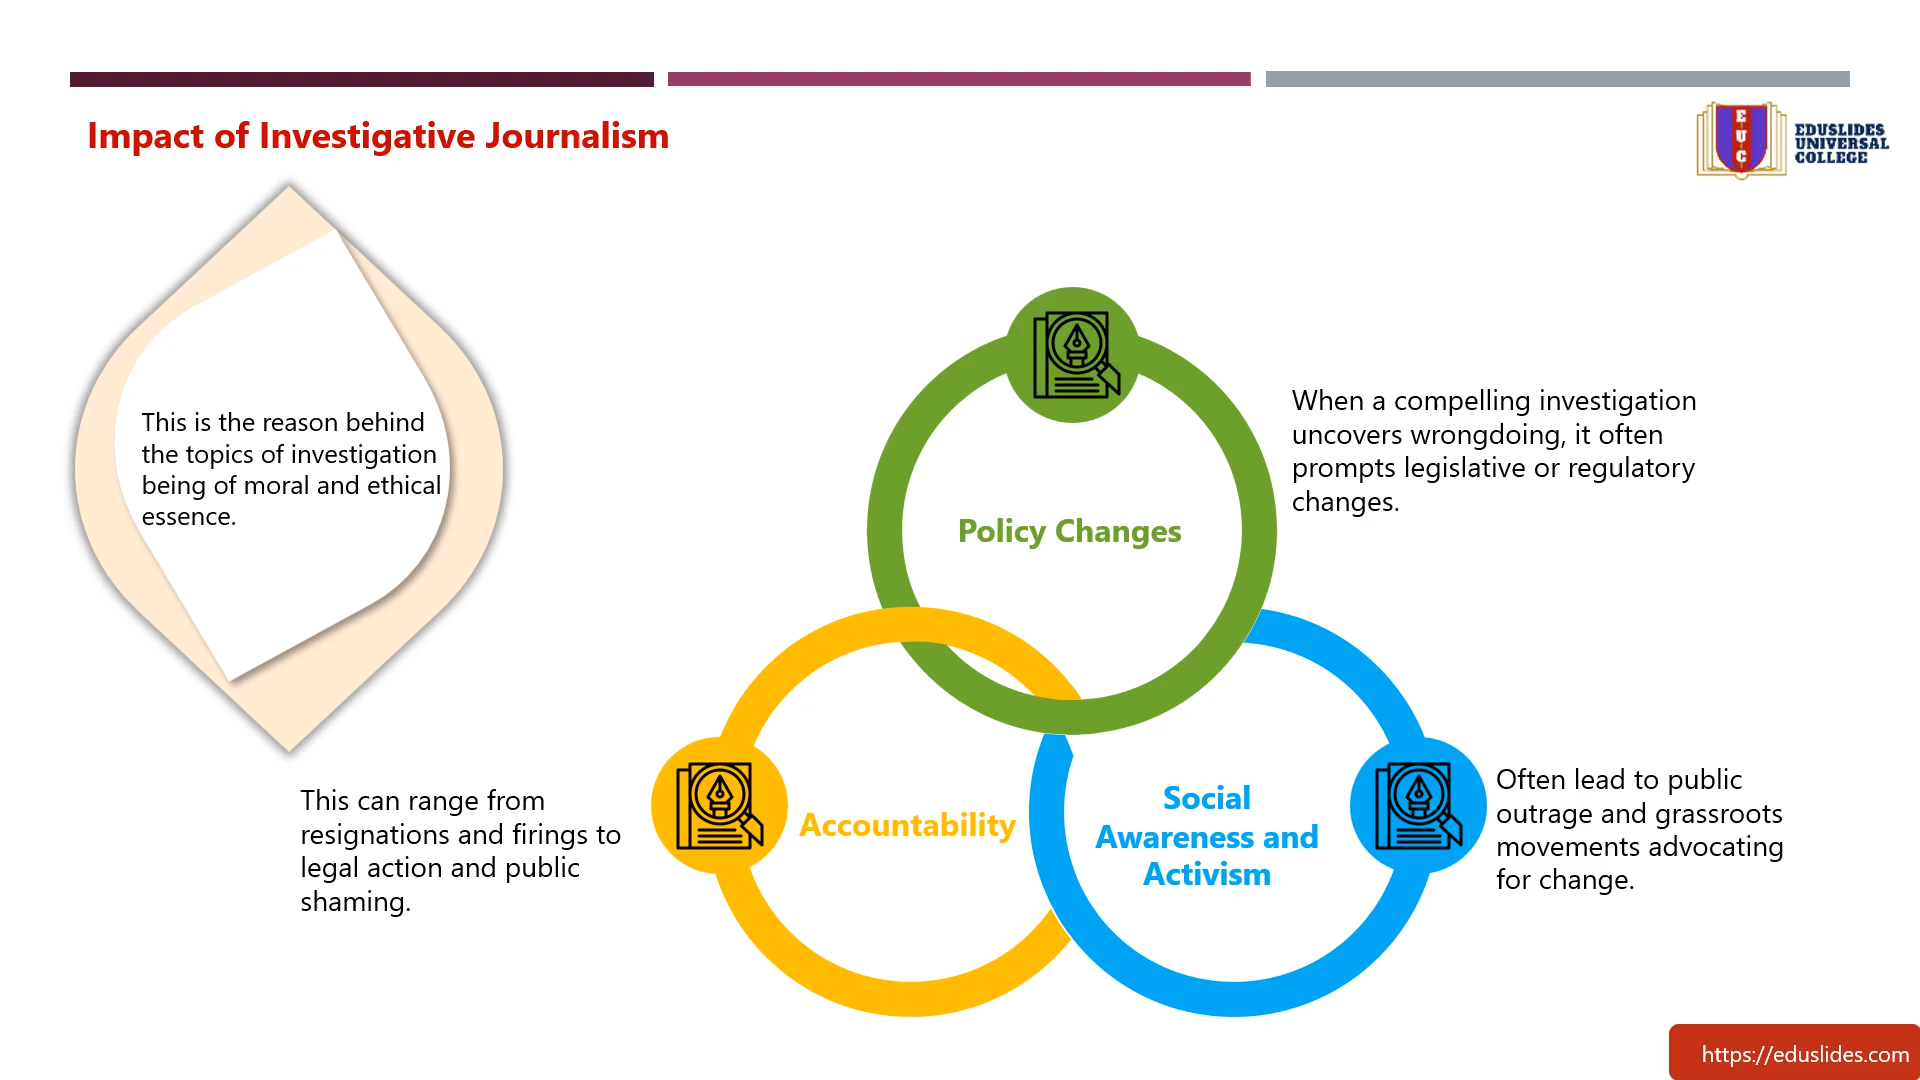 Impact of Investigative Journalism
E
U
C
EDUSLIDES
UNIVERSAL
COLLEGE
This is the reason behind
the topics of investigation
being of moral and ethical
essence.
When a compelling investigation
uncovers wrongdoing, it often
prompts legislative or regulatory
changes.
Policy Changes
This can range from
resignations and firings to
legal action and public
shaming.
Accountability
Social
Awareness and
Activism
Often lead to public
outrage and grassroots
movements advocating
for change.
https://eduslides.com